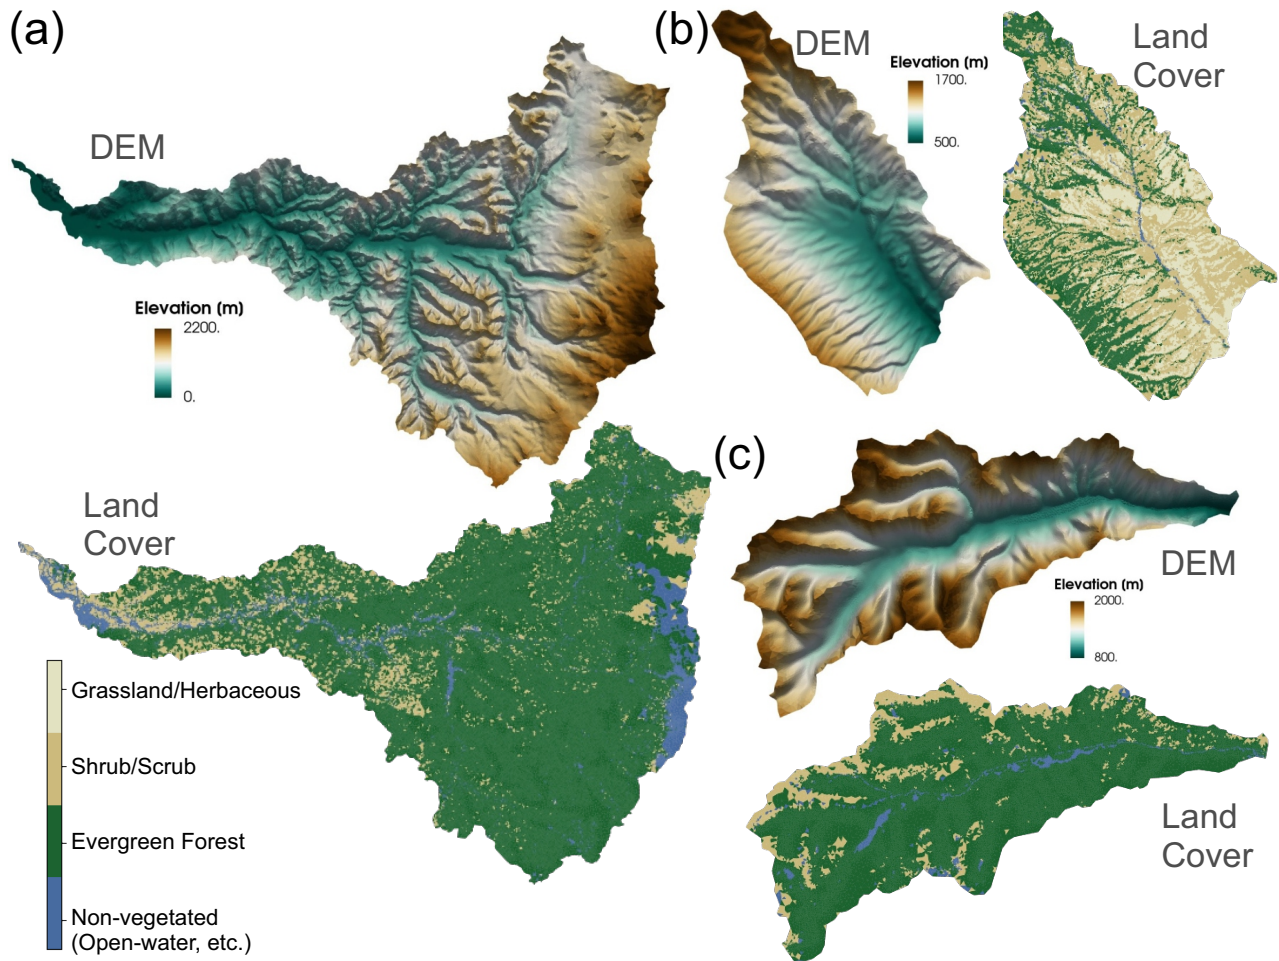 (a)
DEM
Elevation (m)
2200.
0.
(b)
DEM
Elevation (m)
1700.
500.
Land
Cover
Land
Cover
Grassland/Herbaceous
Shrub/Scrub
Evergreen Forest
Non-vegetated
(Open-water, etc.)
(c)
DEM
Elevation (m)
2000.
800.
Land
Cover